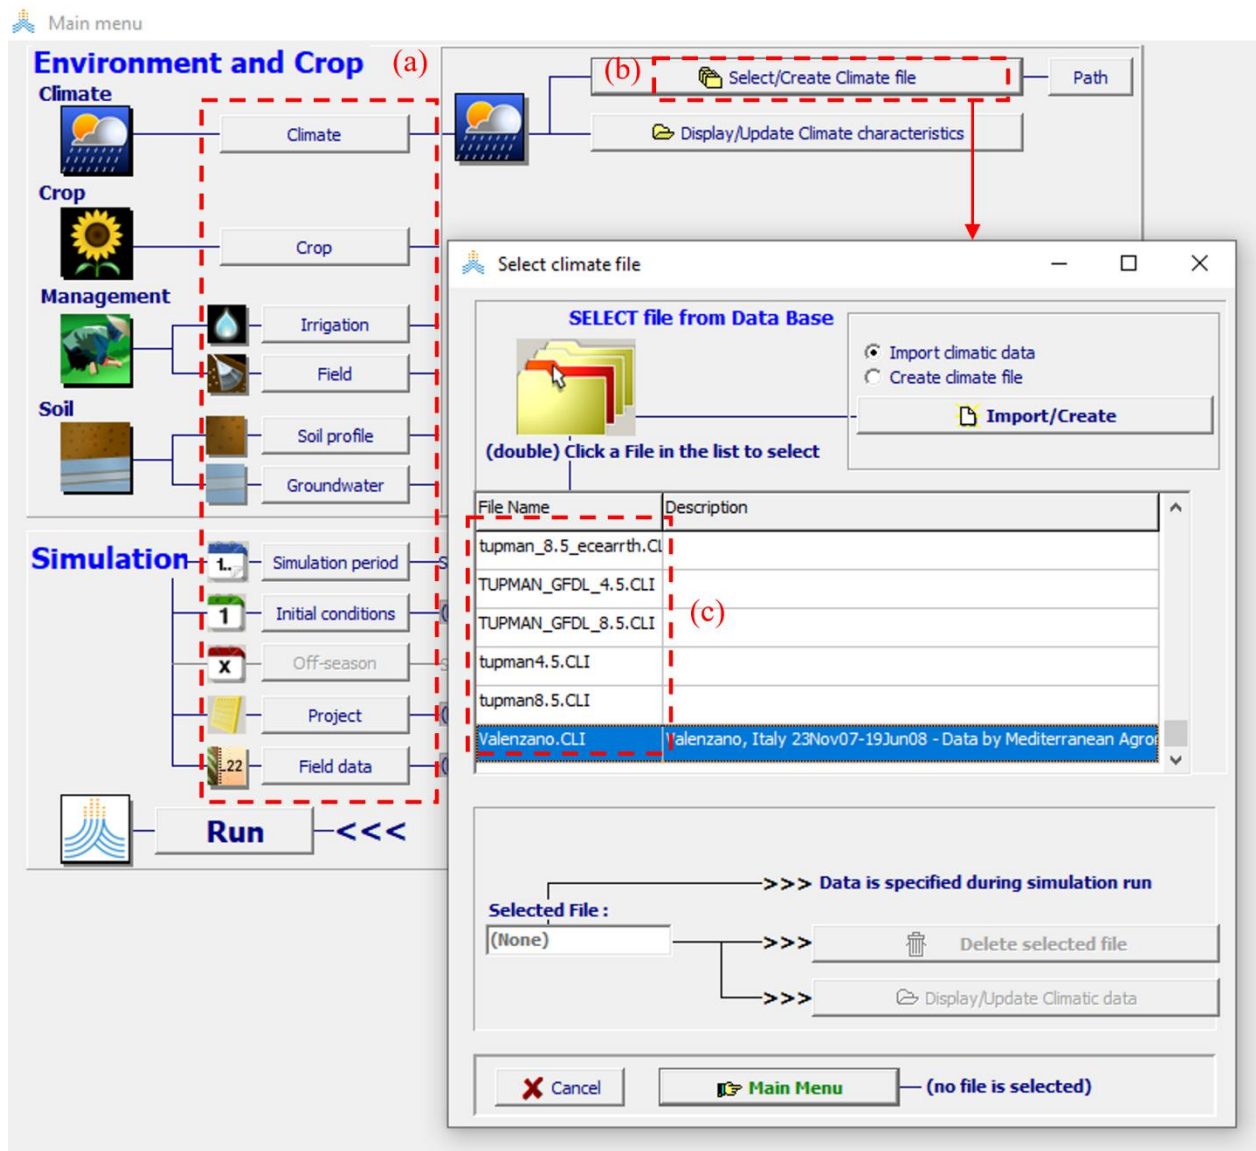 Main menu
Environment and Crop
(a)
Climate
Climate
(b)
Select/Create Climate file
Path
Display/Update Climate characteristics
Crop
Crop
Management
Irrigation
Field
Soil
Soil profile
Groundwater
Simulation
1..
Simulation period
1
Initial conditions
x
Off-season
Project
..22
Field data
Run
<<<
Select climate file
SELECT file from Data Base
Import climatic data
Create climate file
Import/Create
(double) Click a File in the list to select
File Name Description
tupman_8.5_ecearrth.CL
TUPMAN_GFDL_4.5.CLI
TUPMAN_GFDL_8.5.CLI
(c)
tupman4.5.CLI
tupman8.5.CLI
Valenzano.CLI Valenzano, Italy 23Nov07-19Jun08 - Data by Mediterranean Agro
>>> Data is specified during simulation run
Selected File :
(None)
>>> Delete selected file
>>> Display/Update Climatic data
Cancel
Main Menu
(no file is selected)